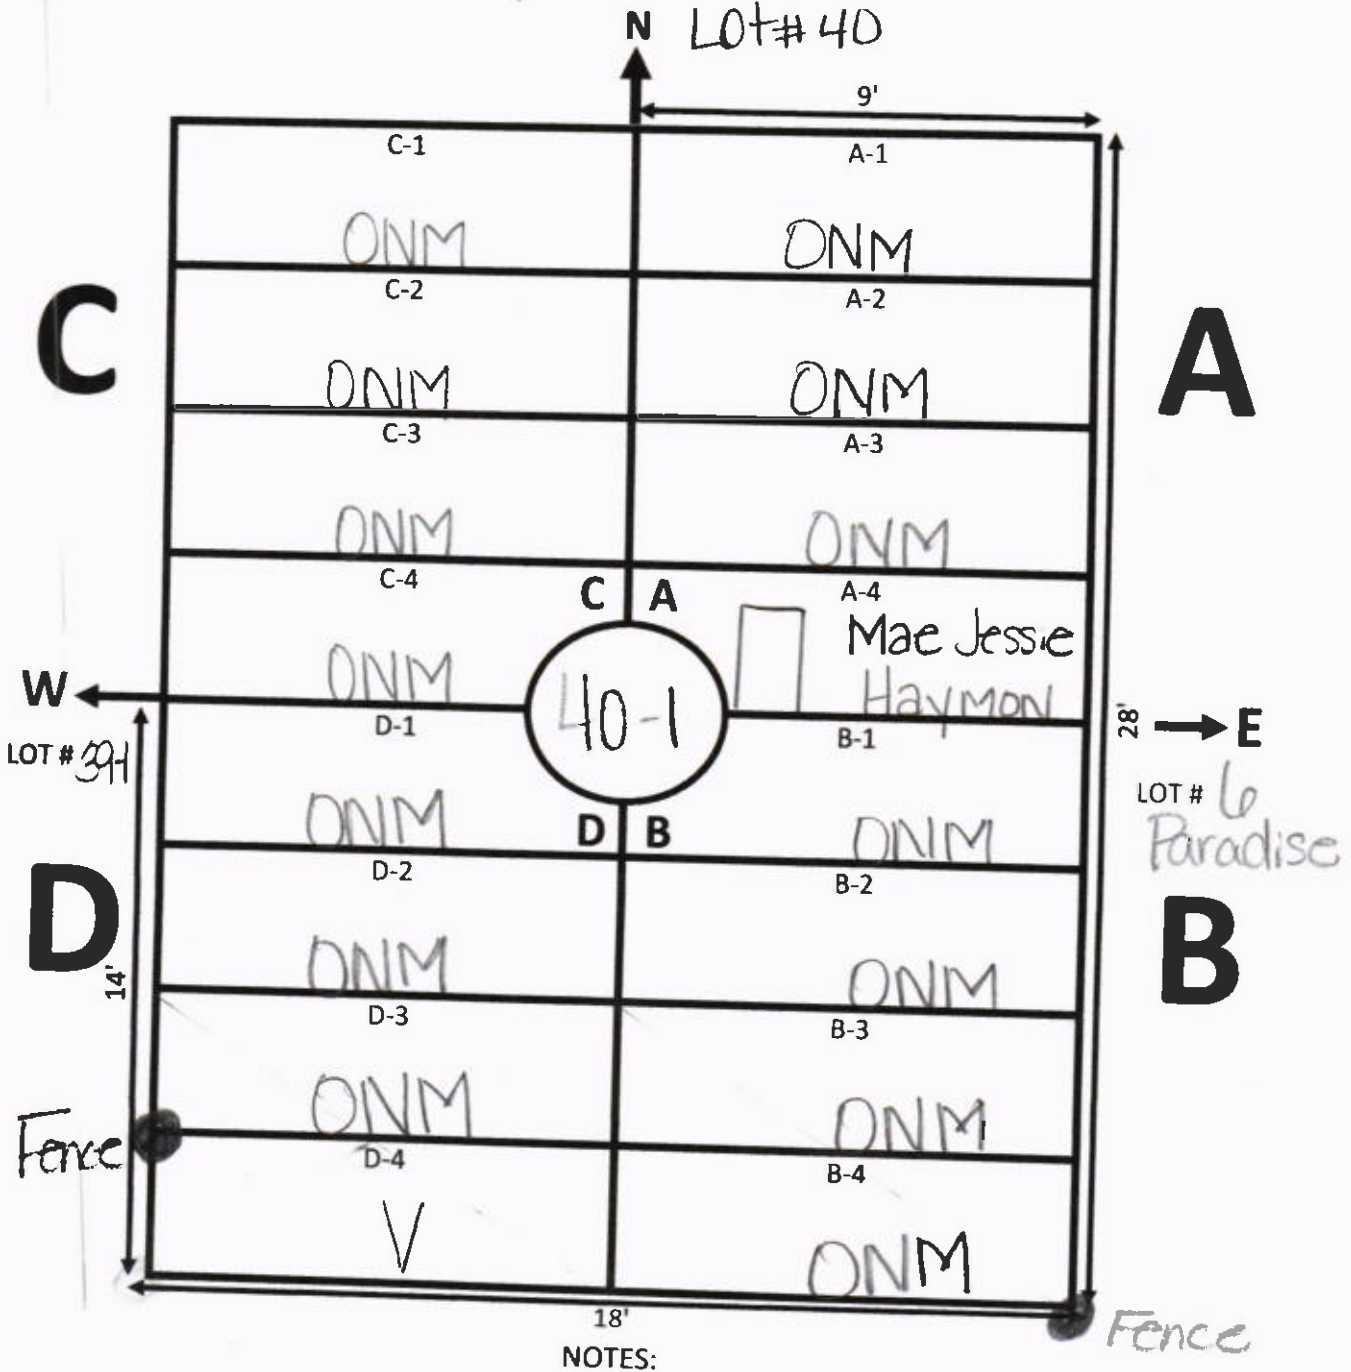 N Lot# 40
9'
C-1 A-1
ONM ONM
C-2 A-2
C A
ONM ONM
C-3 A-3
ONM ONM
C-4 C A A-4
Mae Jessie
W ONM 40-1 Haymon
D-1 B-1 28' E
LOT # 39-1 LOT # 6
ONM D B ONM Paradise
D-2 B-2
D B
14' ONM ONM
D-3 B-3
ONM ONM
Fence D-4 B-4
V ONM
18' Fence
NOTES: